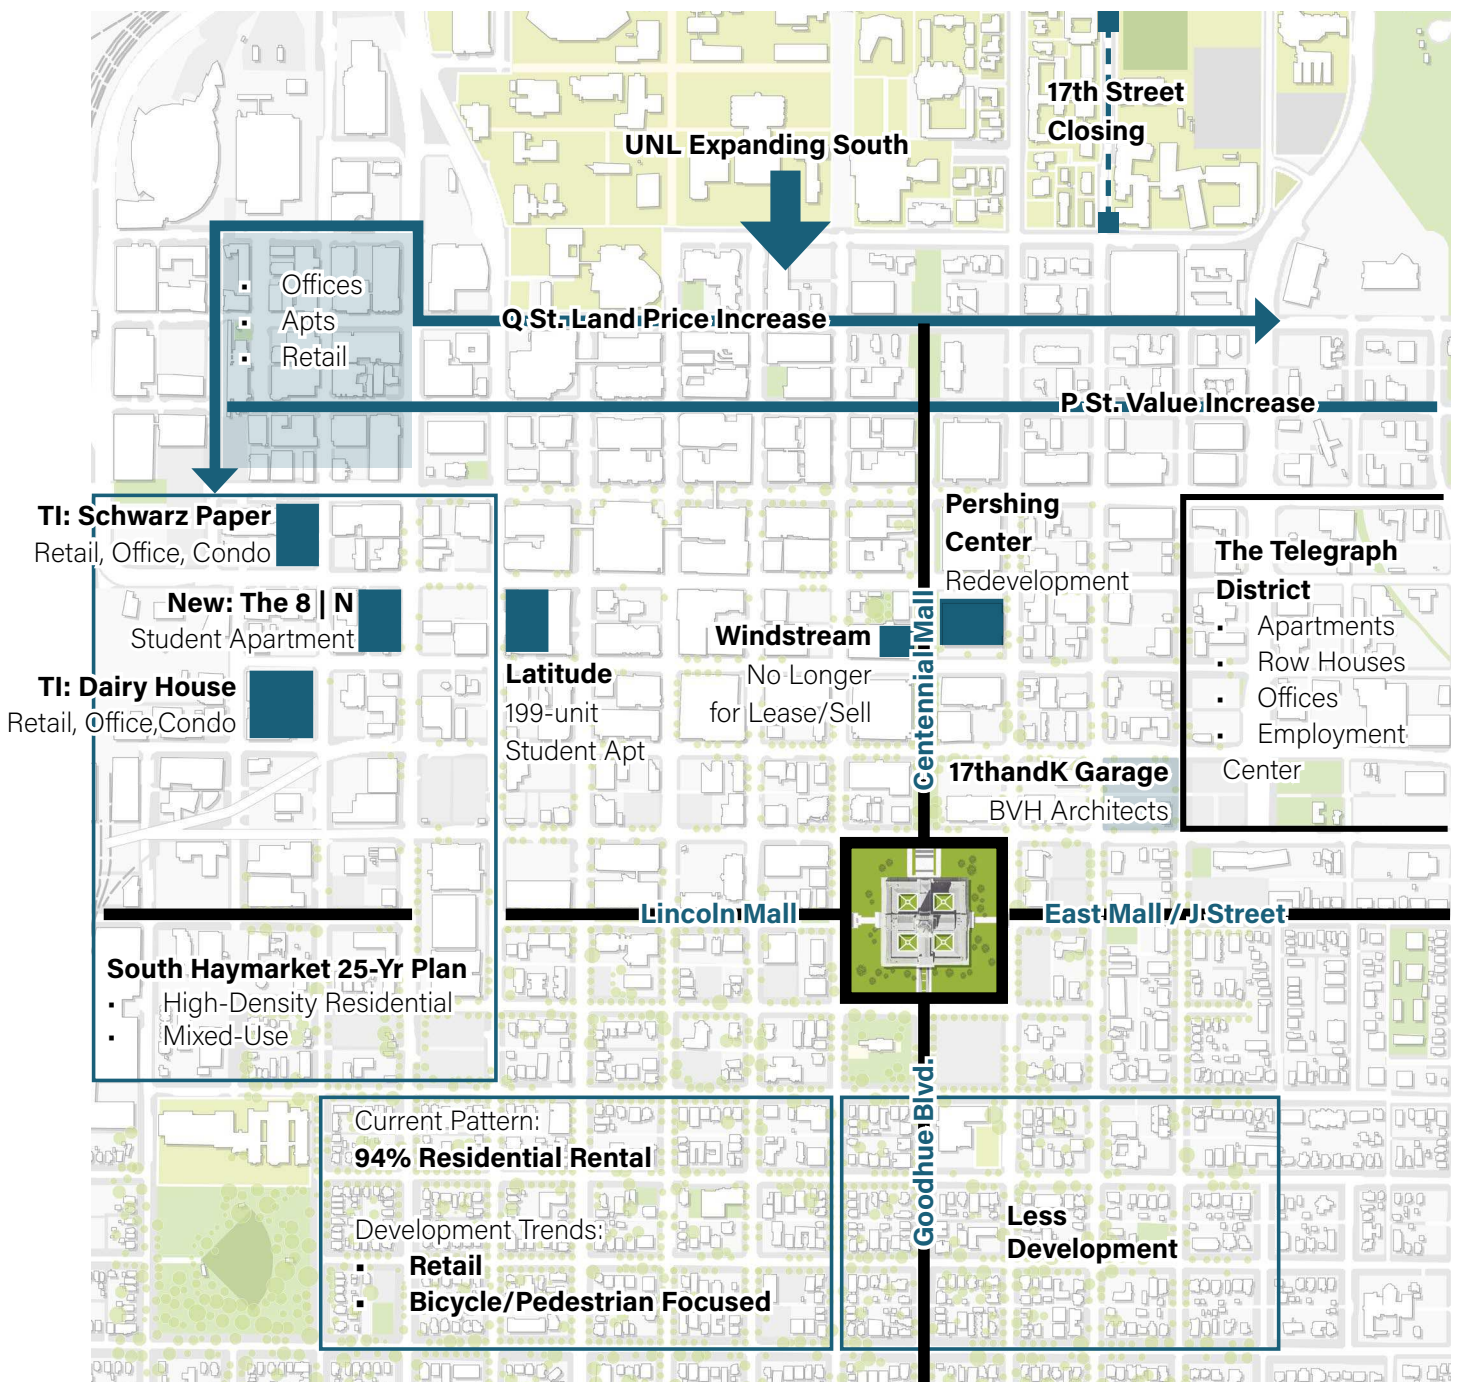 17th Street
Closing
UNL Expanding South
▪ Offices
▪ Apts
▪ Retail
Q St. Land Price Increase
P St. Value Increase
TI: Schwarz Paper
Retail, Office, Condo
New: The 8 | N
Student Apartment
TI: Dairy House
Retail, Office,Condo
Latitude
199-unit
Student Apt
Windstream
No Longer
for Lease/Sell
Centennial Mall
Pershing
Center
Redevelopment
The Telegraph
District
▪ Apartments
▪ Row Houses
▪ Offices
▪ Employment
Center
17thandK Garage
BVH Architects
Lincoln Mall
East Mall / J Street
South Haymarket 25-Yr Plan
▪ High-Density Residential
▪ Mixed-Use
Goodhue Blvd.
Current Pattern:
94% Residential Rental
Development Trends:
▪ Retail
▪ Bicycle/Pedestrian Focused
Less
Development